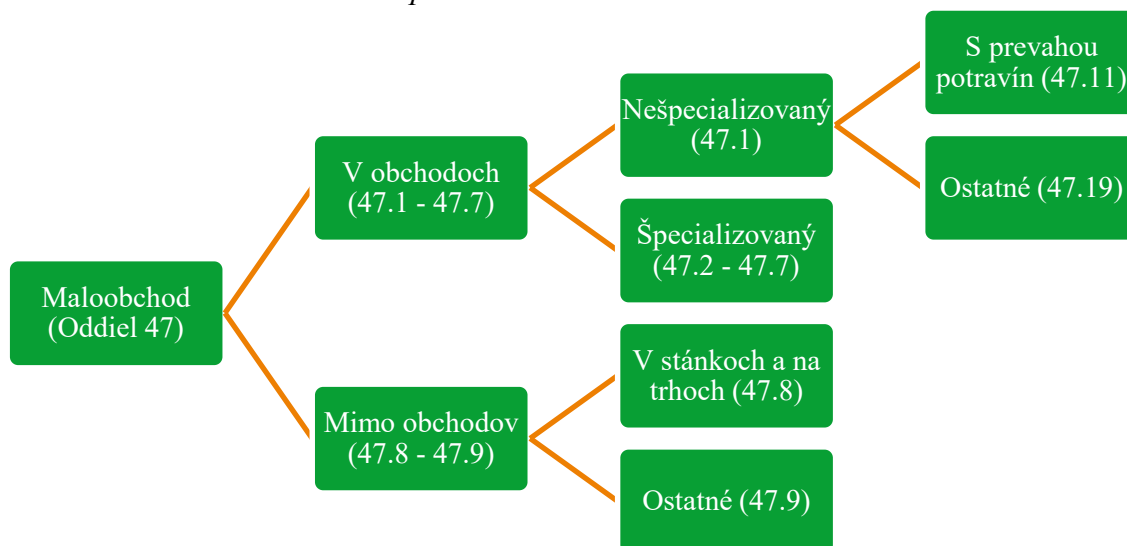 p
S prevahou
potravín (47.11)
Nešpecializovaný
(47.1)
V obchodoch
(47.1 - 47.7)
Ostatné (47.19)
Špecializovaný
(47.2 - 47.7)
Maloobchod
(Oddiel 47)
V stánkoch a na
trhoch (47.8)
Mimo obchodov
(47.8 - 47.9)
Ostatné (47.9)